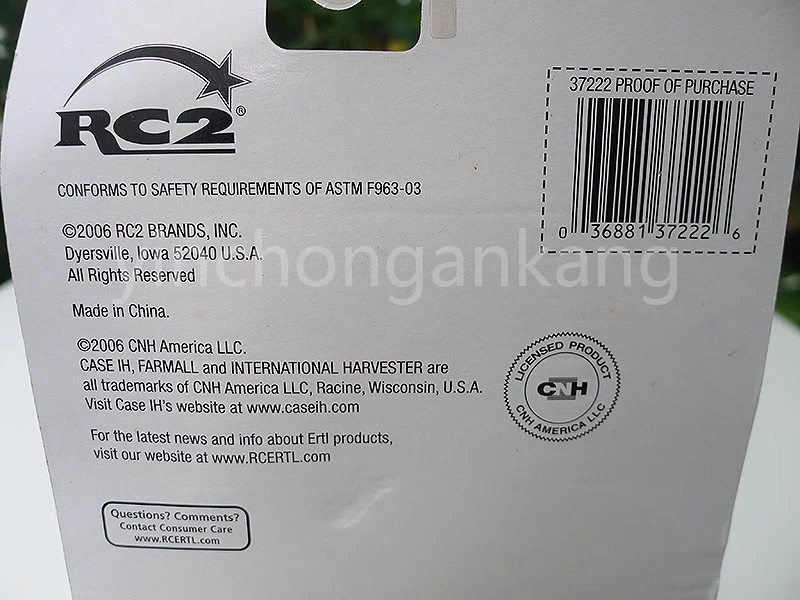 RC2®
CONFORMS TO SAFETY REQUIREMENTS OF ASTM F963-03
©2006 RC2 BRANDS, INC.
Dyersville, Iowa 52040 U.S.A.
All Rights Reserved
Made in China.
©2006 CNH America LLC.
CASE IH, FARMALL and INTERNATIONAL HARVESTER are
all trademarks of CNH America LLC, Racine, Wisconsin, U.S.A.
Visit Case IH's website at www.caseih.com
For the latest news and info about Ertl products,
visit our website at www.RCERTL.com
Questions? Comments?
Contact Consumer Care
www.RCERTL.com
37222 PROOF OF PURCHASE
0 36881 37222 6
LICENSED PRODUCT
CNH
CNH AMERICA LLC